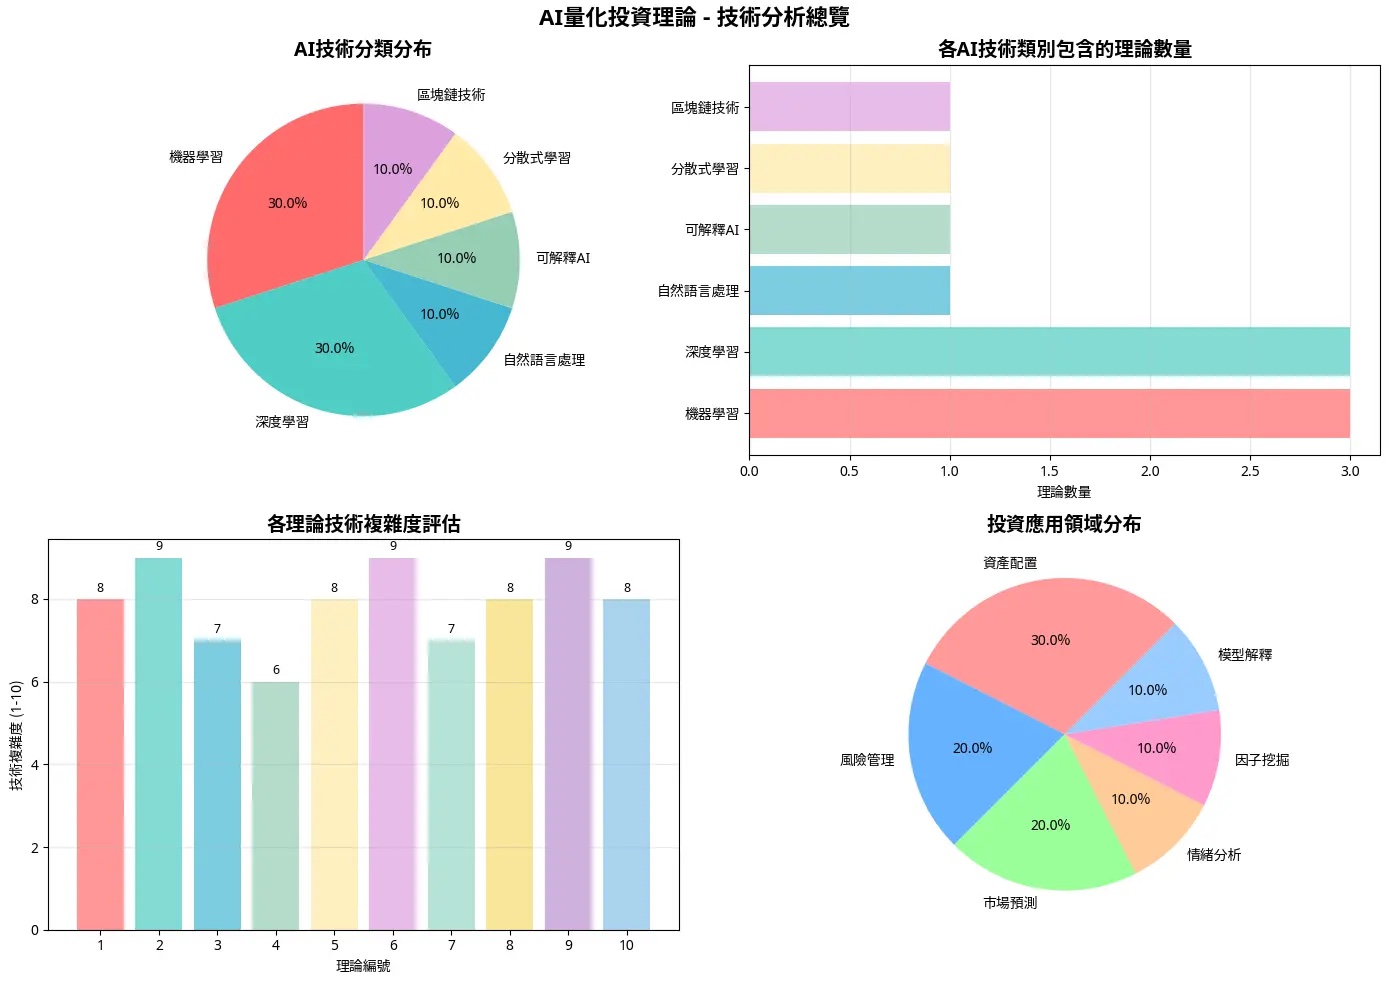 AI量化投資理論 - 技術分析總覽
AI技術分類分布
區塊鏈技術
機器學習
分散式學習
10.0%
30.0%
10.0%
10.0%
可解釋AI
10.0%
30.0%
自然語言處理
深度學習
各AI技術類別包含的理論數量
區塊鏈技術
分散式學習
可解釋AI
自然語言處理
深度學習
機器學習
0.0 0.5 1.0 1.5 2.0 2.5 3.0
理論數量
各理論技術複雜度評估
技術複雜度 (1-10)
8
6
4
2
0
8 9 7 6 8 9 7 8 9 8
1 2 3 4 5 6 7 8 9 10
理論編號
投資應用領域分布
資產配置
30.0%
模型解釋
10.0%
風險管理
20.0%
10.0%
因子挖掘
10.0%
20.0%
情緒分析
市場預測